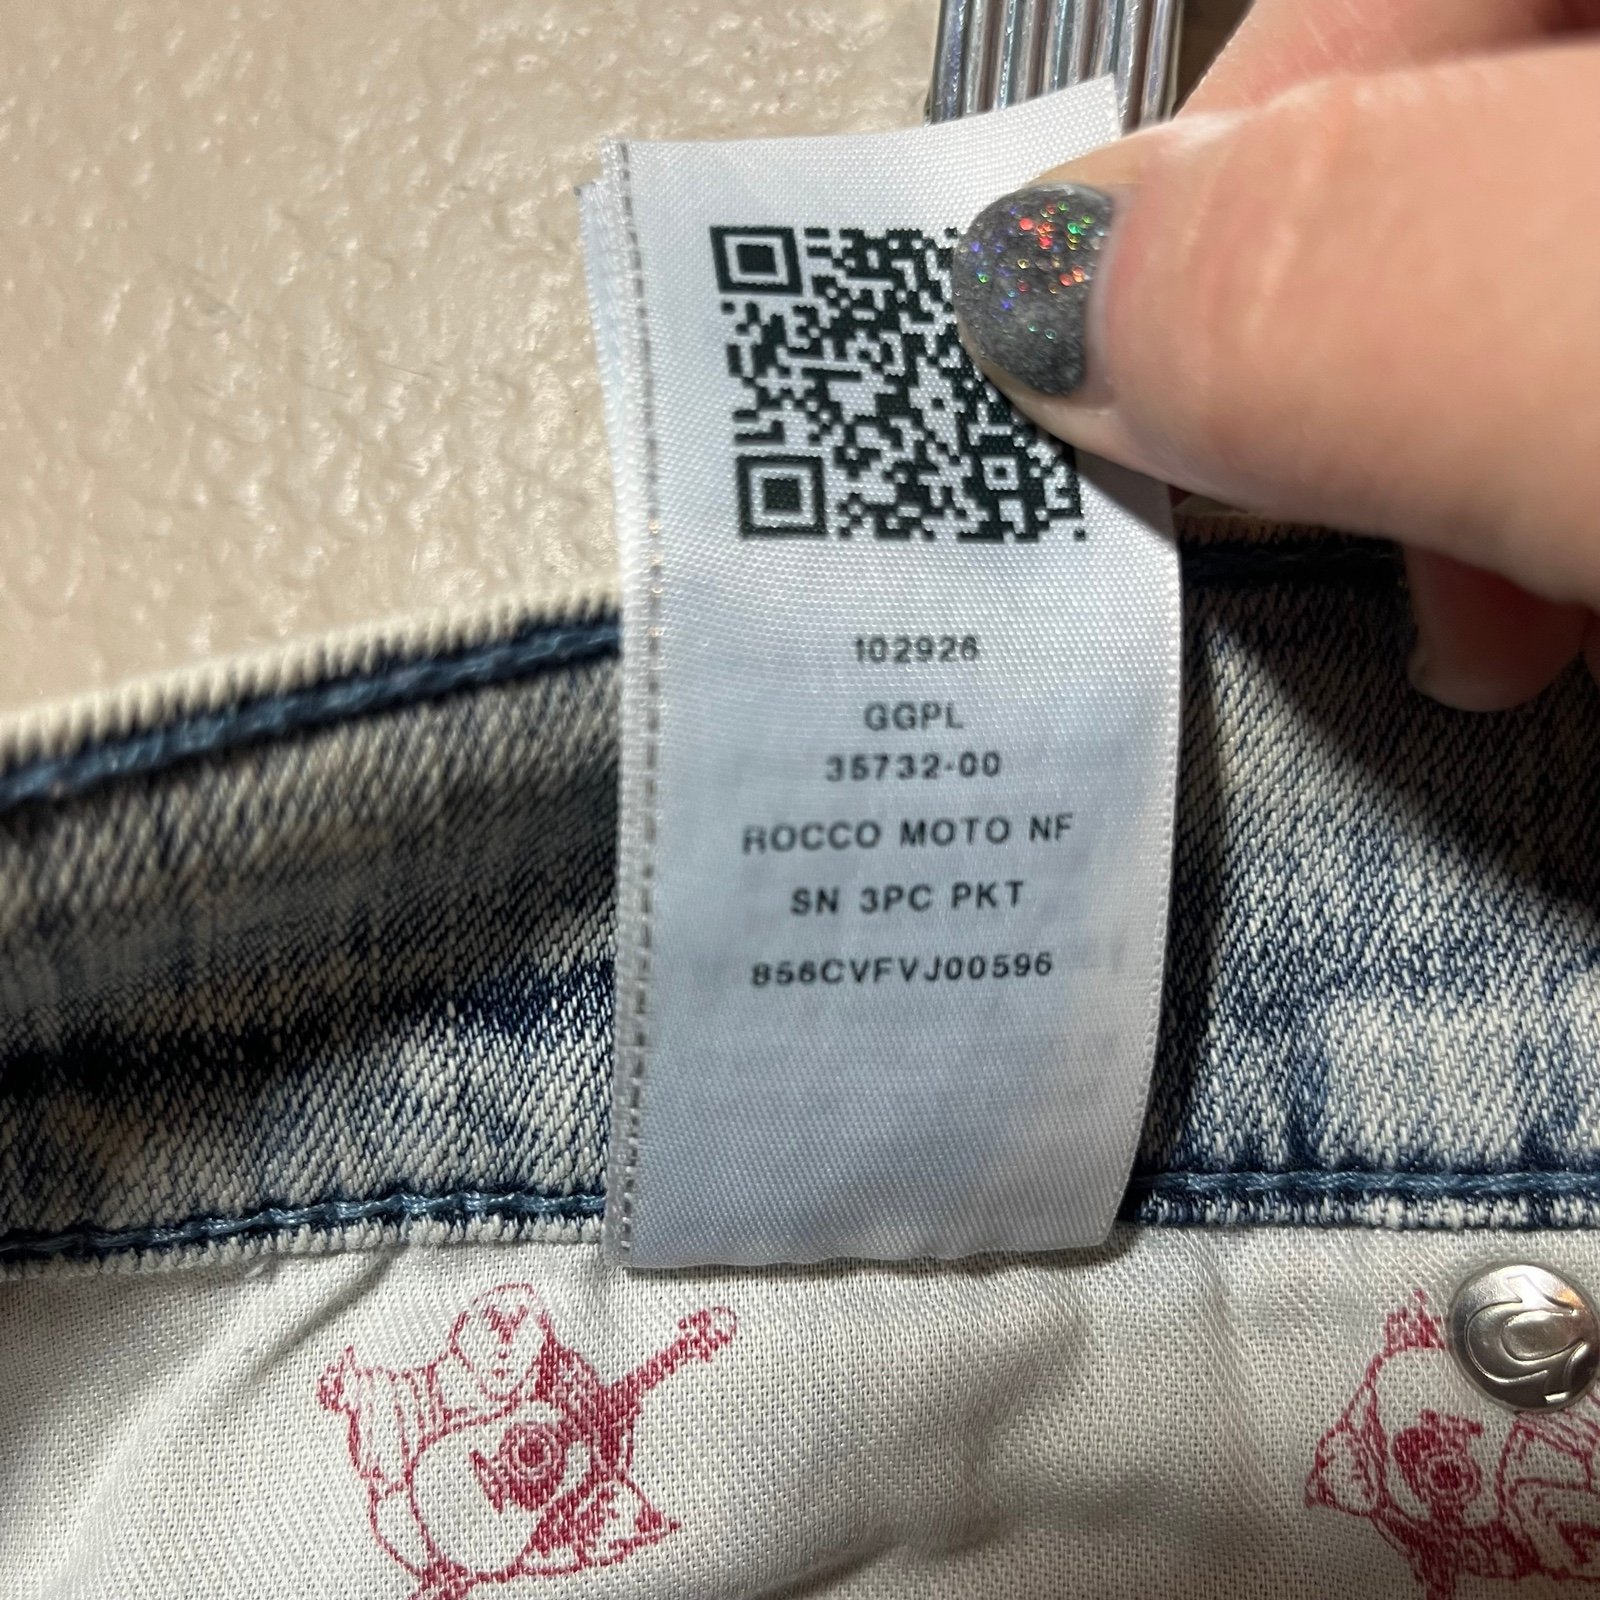 102926
GGPL
35732-00
ROCCO MOTO NF
SN 3PC PKT
856CVFVJ00596